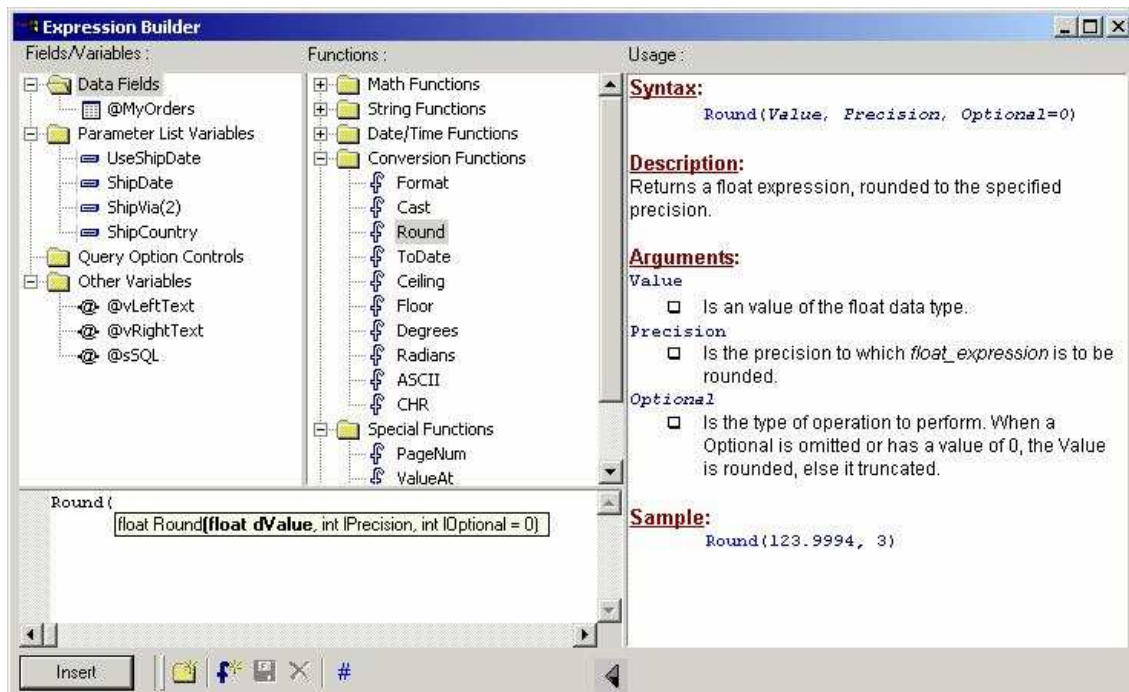 Expression Builder
Fields/Variables :
Data Fields
@MyOrders
Parameter List Variables
UseShipDate
ShipDate
ShipVia(2)
ShipCountry
Query Option Controls
Other Variables
@vLeftText
@vRightText
@sSQL
Functions :
Math Functions
String Functions
Date/Time Functions
Conversion Functions
Format
Cast
Round
ToDate
Ceiling
Floor
Degrees
Radians
ASCII
CHR
Special Functions
PageNum
ValueAt
Usage :
Syntax:
Round(Value, Precision, Optional=0)
Description:
Returns a float expression, rounded to the specified
precision.
Arguments:
Value
Is an value of the float data type.
Precision
Is the precision to which float_expression is to be
rounded.
Optional
Is the type of operation to perform. When a
Optional is omitted or has a value of 0, the Value
is rounded, else it truncated.
Sample:
Round(123.9994, 3)
Round(
float Round(float dValue, int lPrecision, int lOptional = 0)
Insert
#